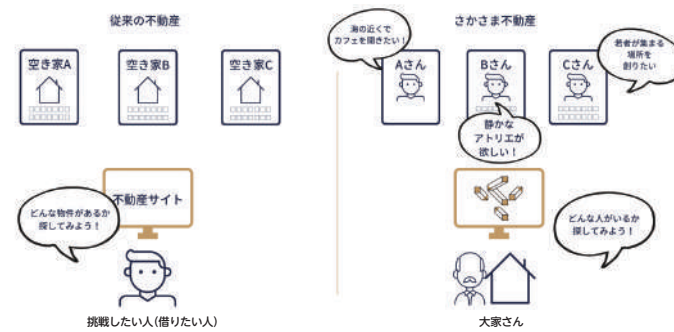 従来の不動産
空き家A
空き家B
空き家C
不動産サイト
どんな物件があるか
探してみよう！
挑戦したい人(借りたい人)
さかさま不動産
海の近くで
カフェを開きたい！
Aさん
Bさん
Cさん
若者が集まる
場所を
創りたい
静かな
アトリエが
欲しい！
どんな人がいるか
探してみよう！
大家さん